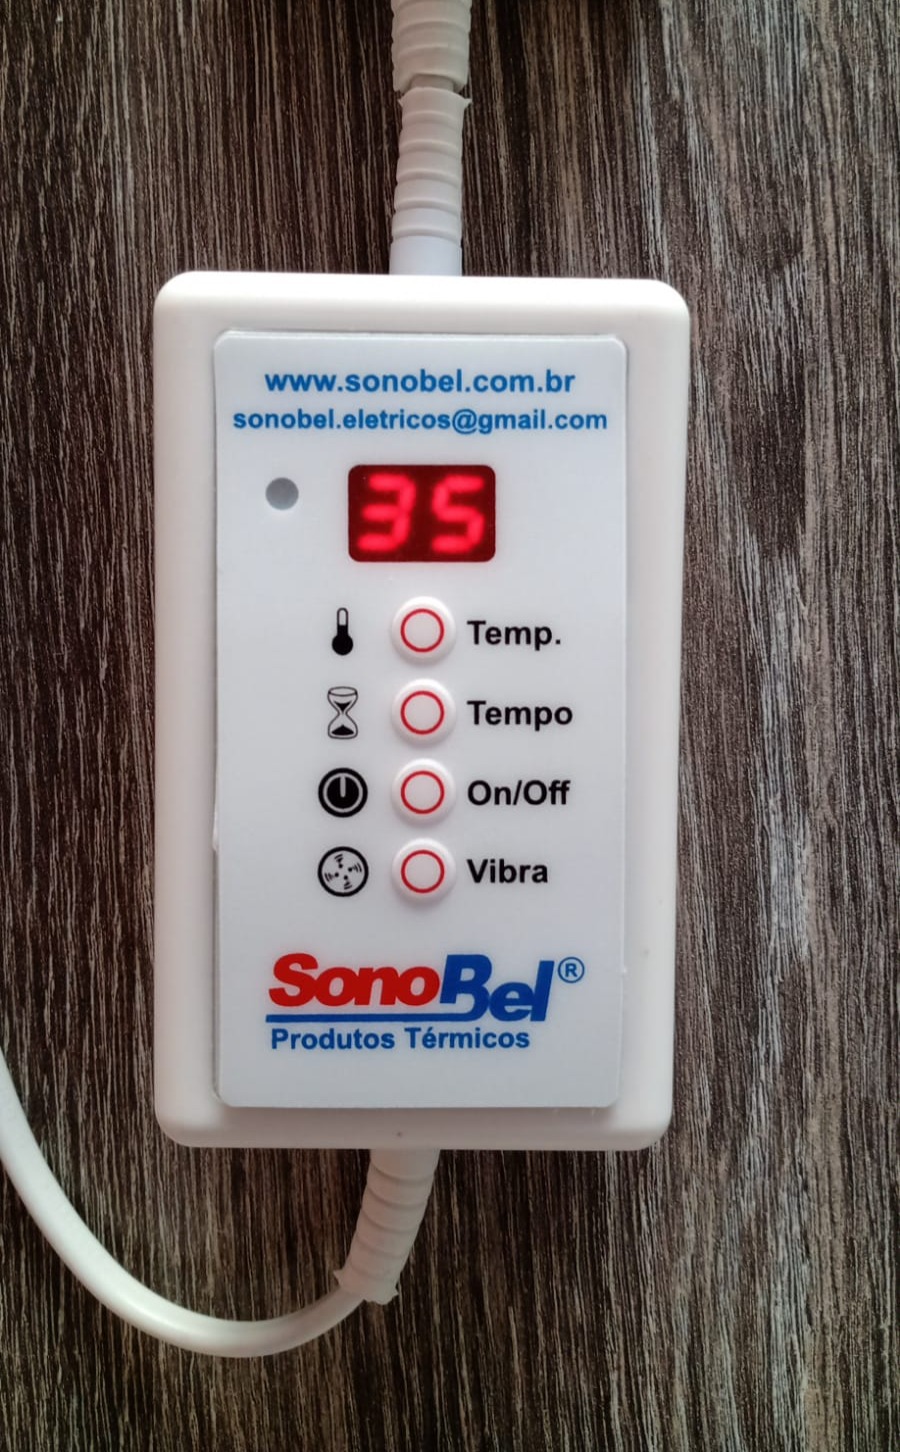 www.sonobel.com.br
sonobel.eletricos@gmail.com
35
Temp.
Tempo
On/Off
Vibra
SonoBel®
Produtos Térmicos